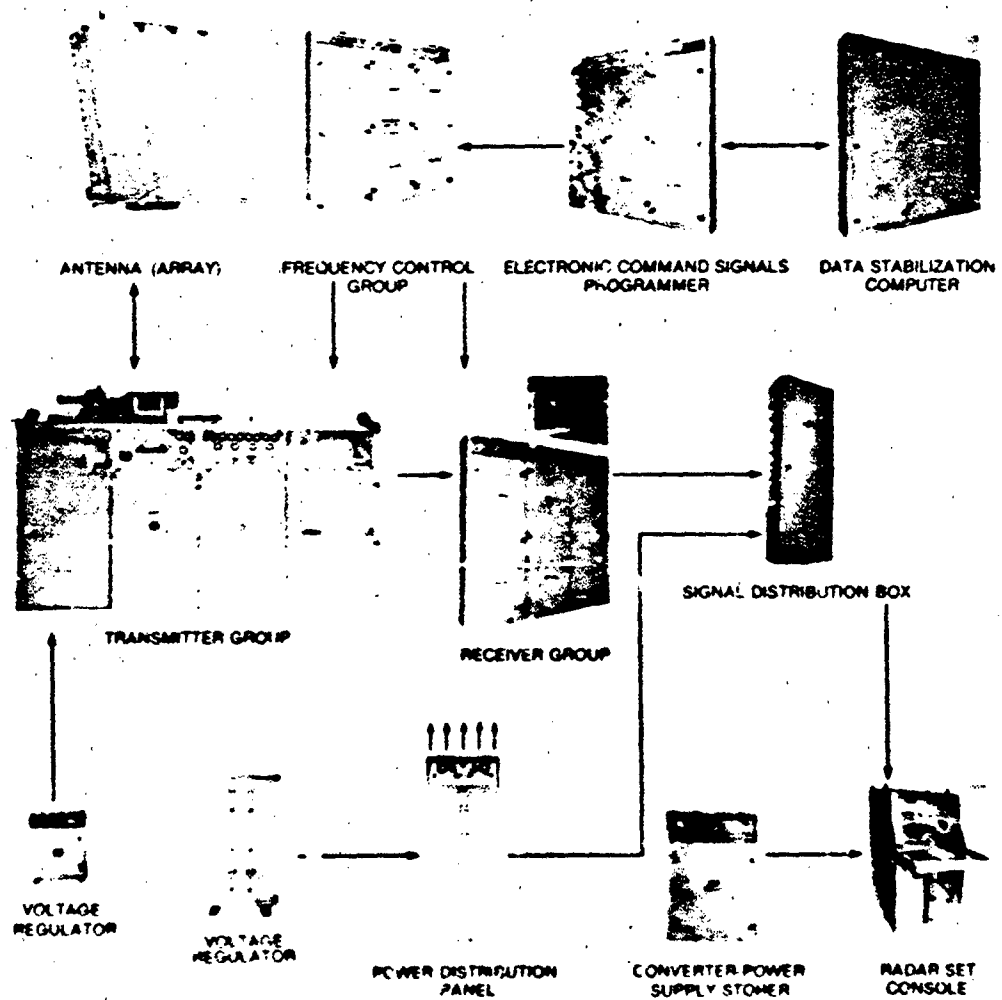 ANTENNA (ARRAY)
FREQUENCY CONTROL
GROUP
ELECTRONIC COMMAND SIGNALS
PROGRAMMER
DATA STABILIZATION
COMPUTER
TRANSMITTER GROUP
RECEIVER GROUP
SIGNAL DISTRIBUTION BOX
VOLTAGE
REGULATOR
VOLTAGE
REGULATOR
POWER DISTRIBUTION
PANEL
CONVERTER-POWER
SUPPLY
RADAR SET
CONSOLE